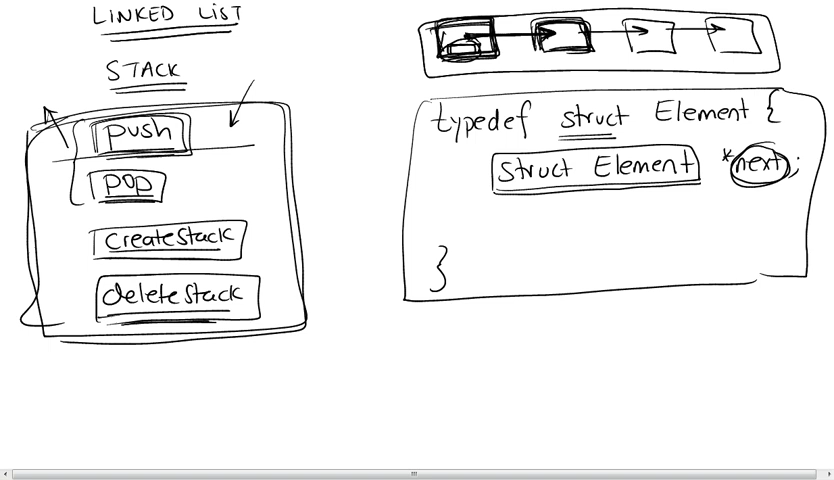 LINKED LIST
STACK
push
pop
createstack
deletestack
typedef struct Element {
struct Element *next;
}